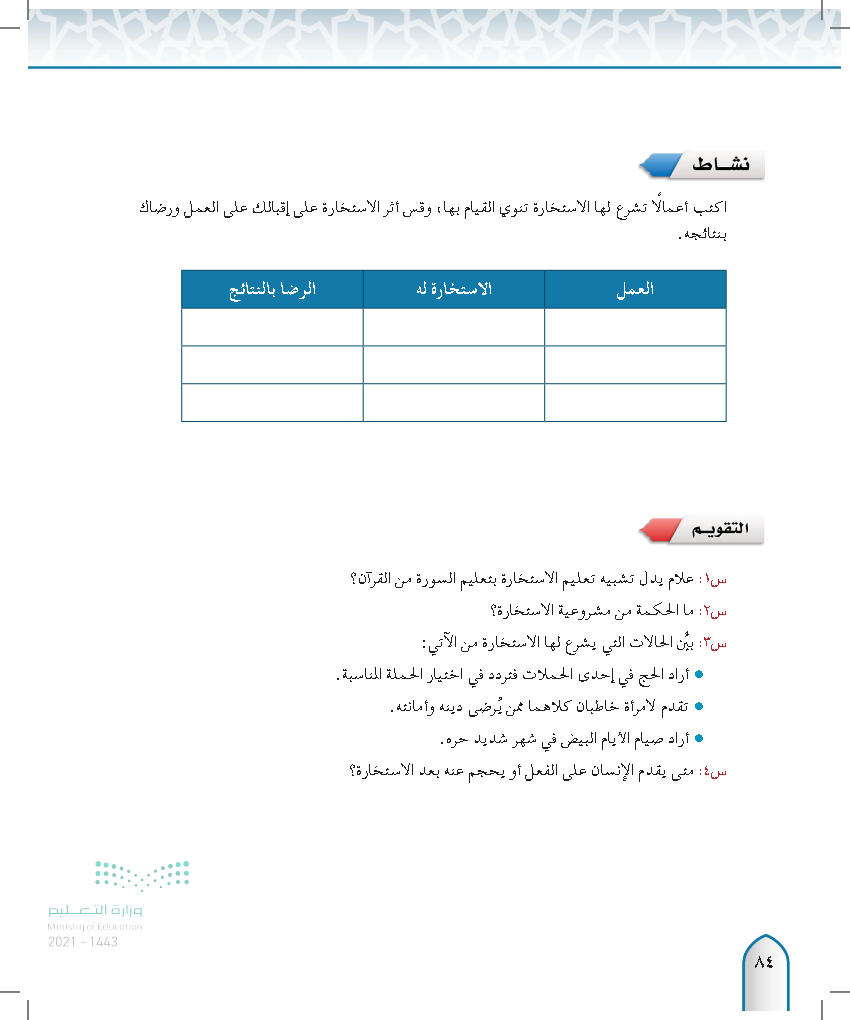 نشـــاط
اكتب أعمالًا تشرع لها الاستخارة تنوي القيام بها، وقس أثر الاستخارة على إقبالك على العمل ورضاك
بنتائجه.
العمل الاستخارة له الرضا بالنتائج
التقويـم
س١: علام يدل تشبيه تعليم الاستخارة بتعليم السورة من القرآن؟
س٢: ما الحكمة من مشروعية الاستخارة؟
س٣: بيِّن الحالات التي يشرع لها الاستخارة من الآتي:
● أراد الحج في إحدى الحملات فتردد في اختيار الحملة المناسبة.
● تقدم لامرأة خاطبان كلاهما ممن يُرضى دينه وأمانته.
● أراد صيام الأيام البيض في شهر شديد حره.
س٤: متى يقدم الإنسان على الفعل أو يحجم عنه بعد الاستخارة؟
وزارة التعـــليم
Ministry of Education
2021 - 1443
٨٤